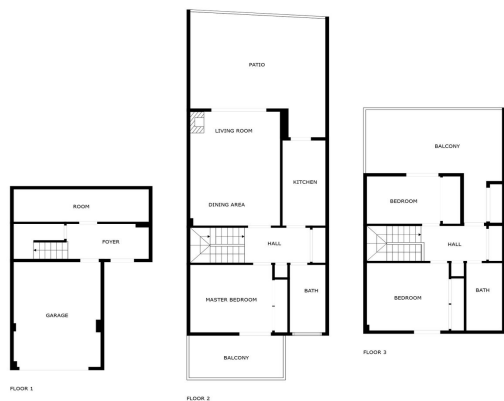 ROOM
FOYER
GARAGE
FLOOR 1
PATIO
LIVING ROOM
KITCHEN
DINING AREA
HALL
MASTER BEDROOM
BATH
BALCONY
FLOOR 2
BALCONY
BEDROOM
HALL
BEDROOM
BATH
FLOOR 3